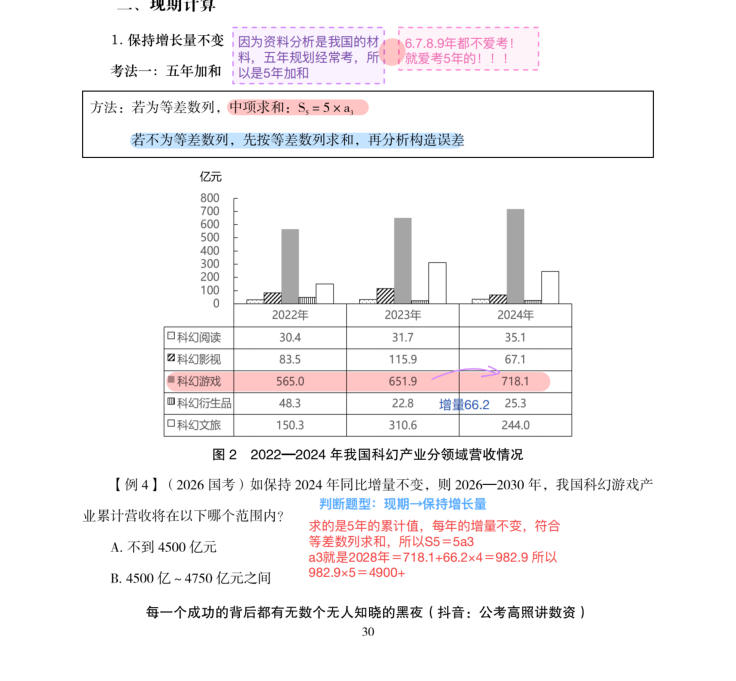 二、现期计算
1. 保持增长量不变
考法一：五年加和
因为资料分析是我国的材
料，五年规划经常考，所
以是5年加和
6.7.8.9年都不爱考！
就爱考5年的！！！
方法：若为等差数列，中项求和：S₅ = 5 × a₃
若不为等差数列，先按等差数列求和，再分析构造误差
亿元
800
700
600
500
400
300
200
100
0
2022年 2023年 2024年
科幻阅读 30.4 31.7 35.1
科幻影视 83.5 115.9 67.1
科幻游戏 565.0 651.9 718.1
科幻衍生品 48.3 22.8 增量66.2 25.3
科幻文旅 150.3 310.6 244.0
图 2 2022—2024 年我国科幻产业分领域营收情况
【例 4】（2026 国考）如保持 2024 年同比增量不变，则 2026—2030 年，我国科幻游戏产
判断题型：现期→保持增长量
业累计营收将在以下哪个范围内？
求的是5年的累计值，每年的增量不变，符合
等差数列求和，所以S5＝5a3
a3就是2028年＝718.1+66.2×4＝982.9 所以
982.9×5＝4900+
A. 不到 4500 亿元
B. 4500 亿 ~ 4750 亿元之间
每一个成功的背后都有无数个无人知晓的黑夜（抖音：公考高照讲数资）
30